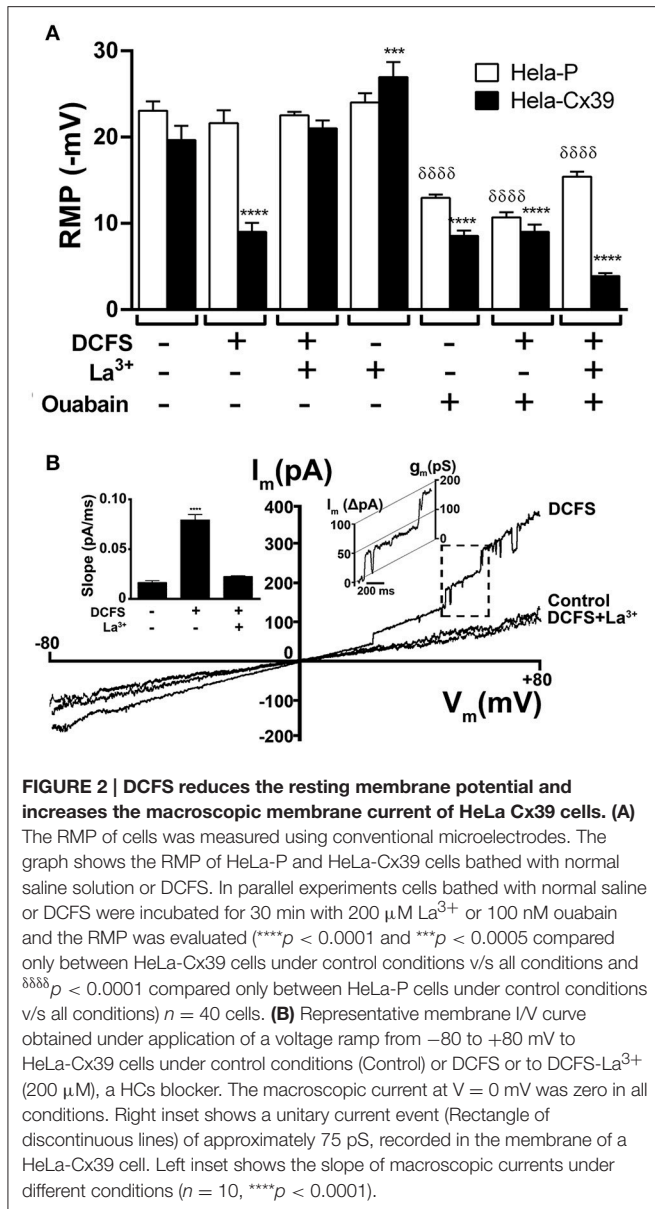 A
30
20
10
0
RMP (-mV)
Hela-P
Hela-Cx39
****
***
δδδδ
****
δδδδ
****
δδδδ
****
DCFS - + + - - + +
La³⁺ - - + + - - +
Ouabain - - - - + + +
B
Iₘ(pA)
400
300
200
100
0
-100
-200
-80
+80
Vₘ(mV)
DCFS
Control
DCFS+La³⁺
Slope (pA/ms)
0.10
0.05
0.00
****
DCFS - + +
La³⁺ - - +
gₘ(pS)
200
100
0
Iₘ (ΔpA)
100
50
0
200 ms
FIGURE 2 | DCFS reduces the resting membrane potential and
increases the macroscopic membrane current of HeLa Cx39 cells. (A)
The RMP of cells was measured using conventional microelectrodes. The
graph shows the RMP of HeLa-P and HeLa-Cx39 cells bathed with normal
saline solution or DCFS. In parallel experiments cells bathed with normal saline
or DCFS were incubated for 30 min with 200 μM La³⁺ or 100 nM ouabain
and the RMP was evaluated (****p < 0.0001 and ***p < 0.0005 compared
only between HeLa-Cx39 cells under control conditions v/s all conditions and
δδδδp < 0.0001 compared only between HeLa-P cells under control conditions
v/s all conditions) n = 40 cells. (B) Representative membrane I/V curve
obtained under application of a voltage ramp from −80 to +80 mV to
HeLa-Cx39 cells under control conditions (Control) or DCFS or to DCFS-La³⁺
(200 μM), a HCs blocker. The macroscopic current at V = 0 mV was zero in all
conditions. Right inset shows a unitary current event (Rectangle of
discontinuous lines) of approximately 75 pS, recorded in the membrane of a
HeLa-Cx39 cell. Left inset shows the slope of macroscopic currents under
different conditions (n = 10, ****p < 0.0001).